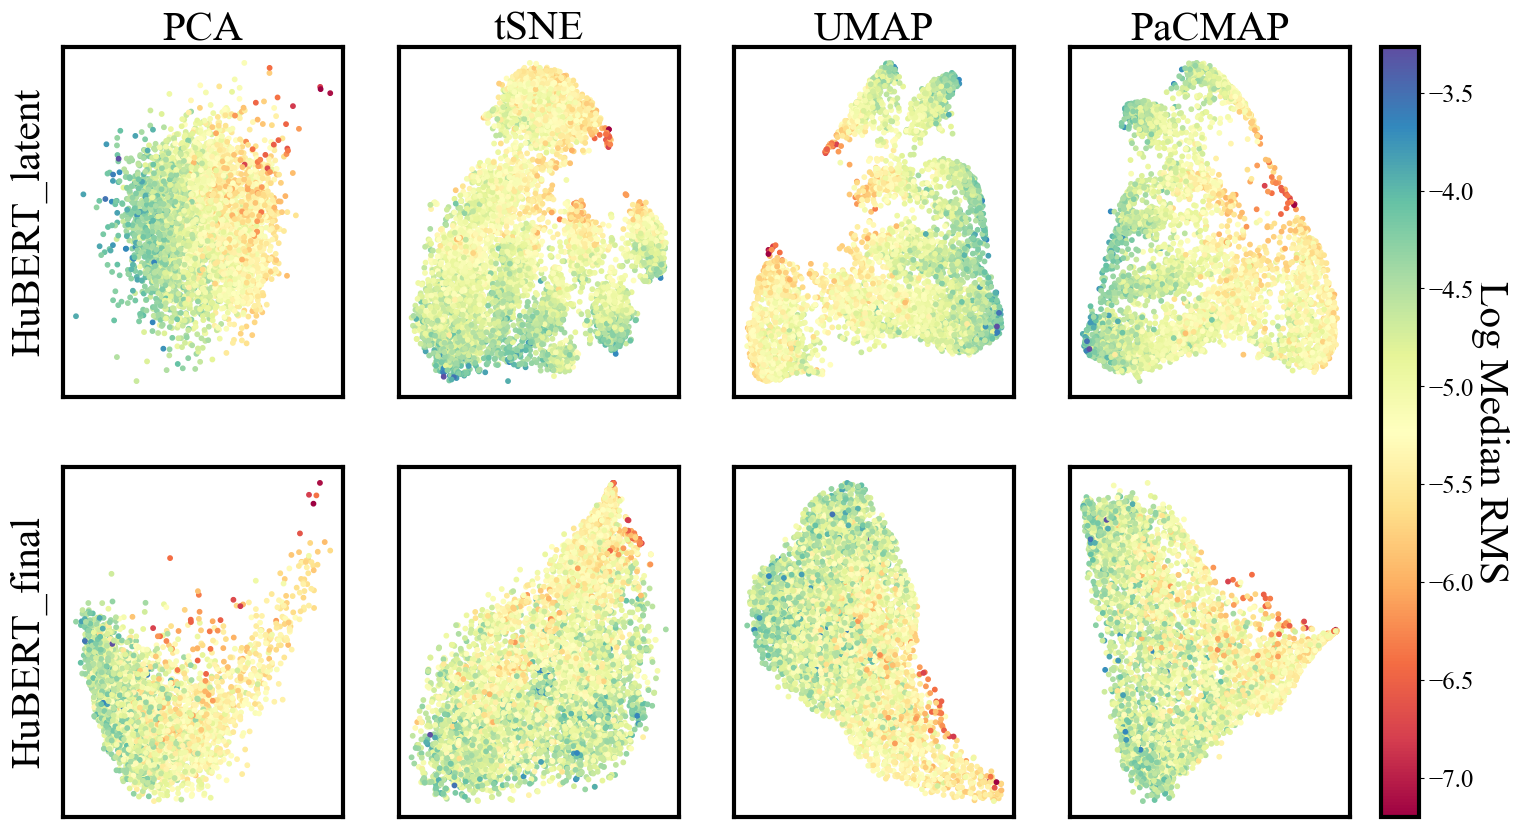 PCA
tSNE
UMAP
PaCMAP
HuBERT_latent
HuBERT_final
−3.5
−4.0
−4.5
−5.0
−5.5
−6.0
−6.5
−7.0
Log Median RMS